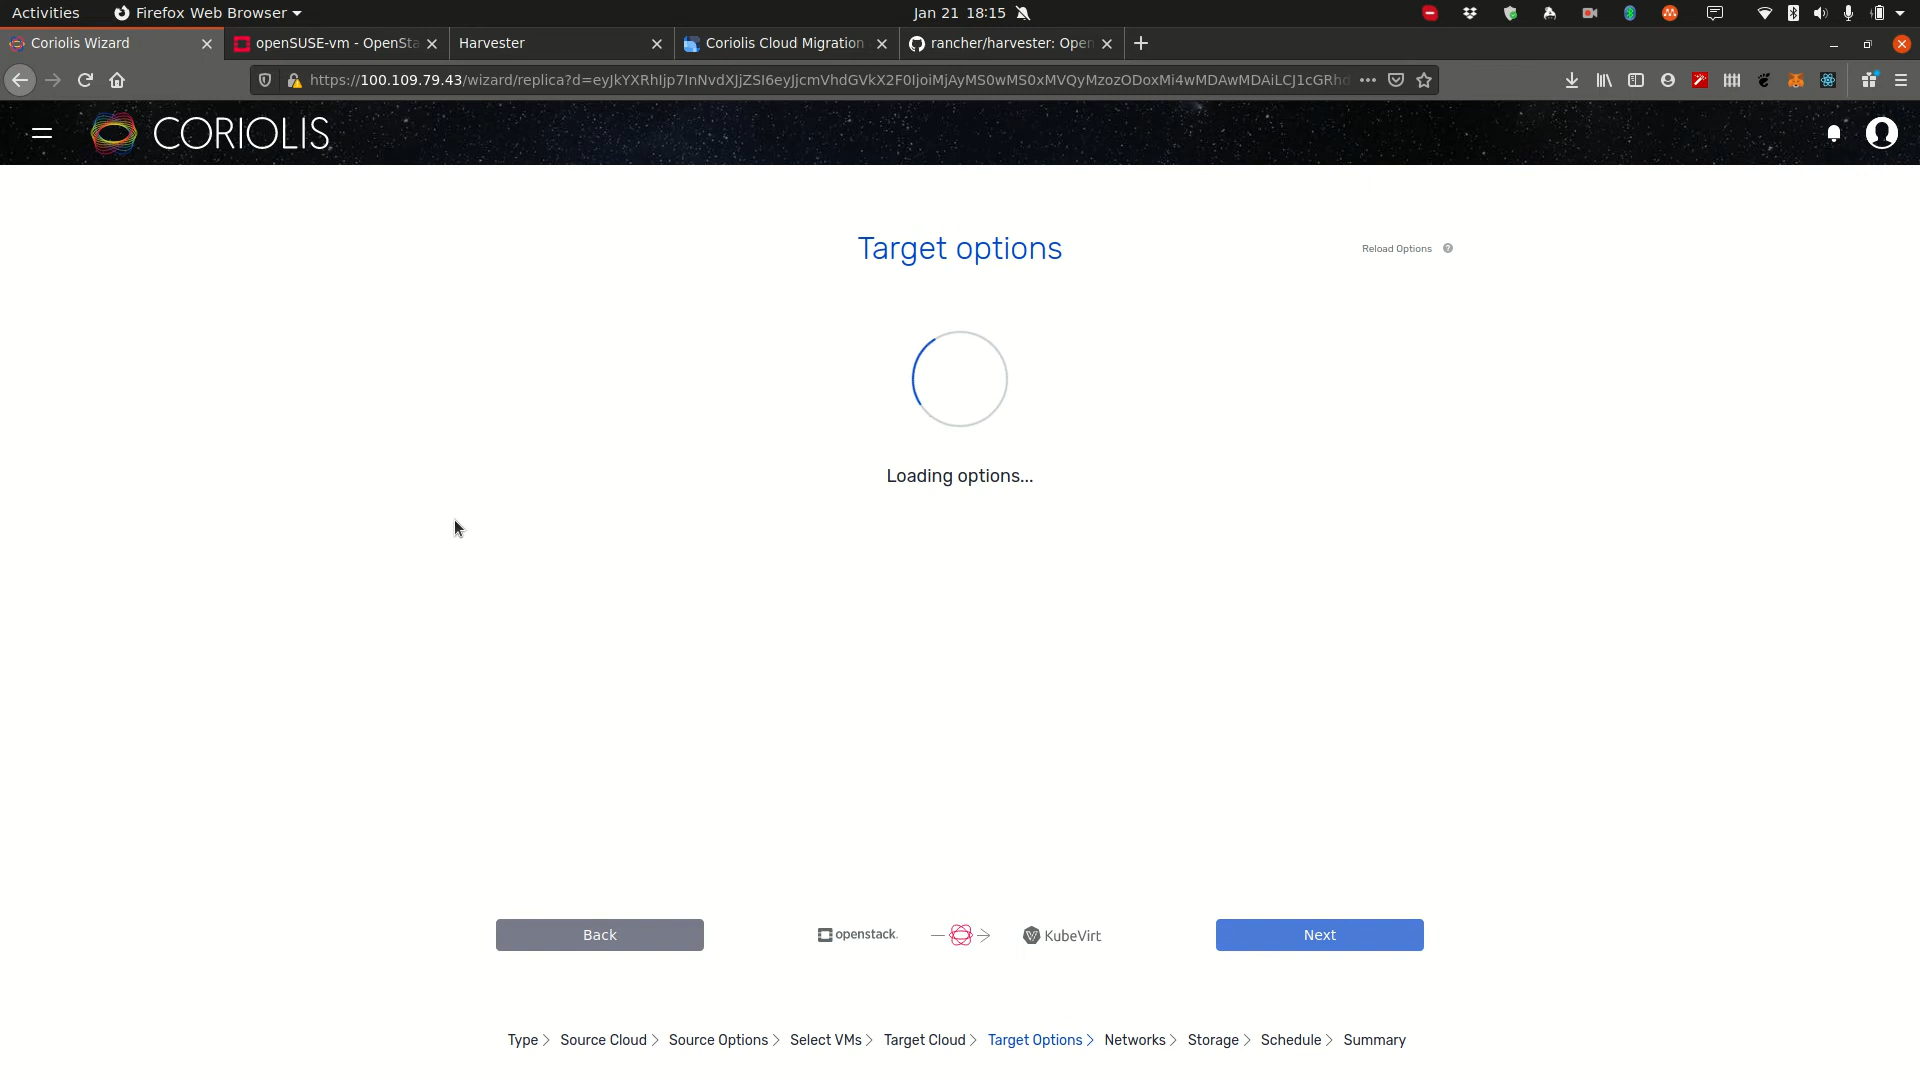 Activities Firefox Web Browser Jan 21 18:15
Coriolis Wizard openSUSE-vm - OpenSta Harvester Coriolis Cloud Migration rancher/harvester: Open
https://100.109.79.43/wizard/replica?d=eyJkYXRhIjp7InNvdXJjZSI6eyJjcmVhdGVkX2F0IjoiMjAyMS0wMS0xMVQyMzozODoxMi4wMDAwMDAiLCJ1cGRhd
CORIOLIS
Target options
Reload Options ?
Loading options...
Back openstack. KubeVirt Next
Type Source Cloud Source Options Select VMs Target Cloud Target Options Networks Storage Schedule Summary